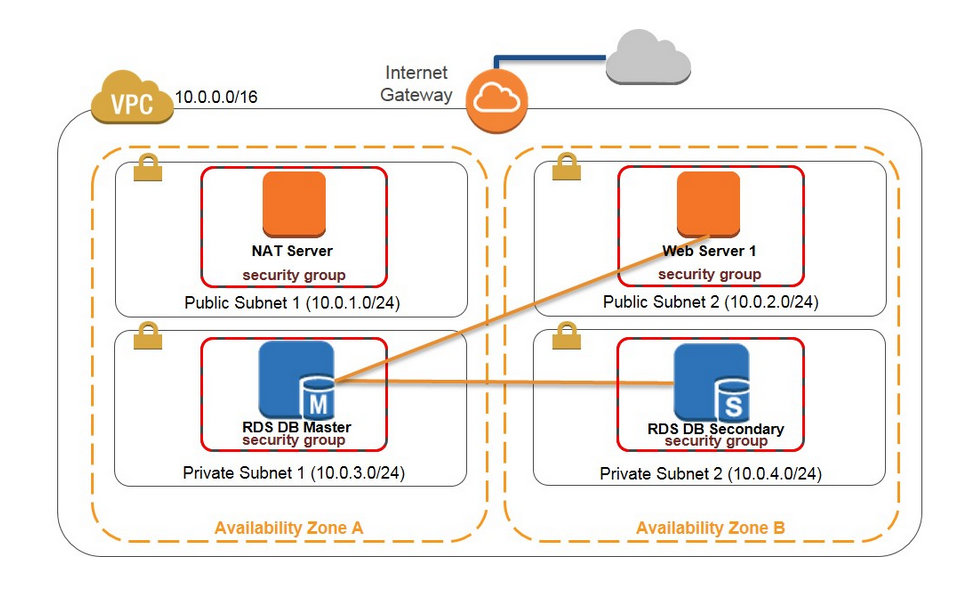 Internet
Gateway
VPC
10.0.0.0/16
NAT Server
security group
Public Subnet 1 (10.0.1.0/24)
Web Server 1
security group
Public Subnet 2 (10.0.2.0/24)
M
RDS DB Master
security group
Private Subnet 1 (10.0.3.0/24)
S
RDS DB Secondary
security group
Private Subnet 2 (10.0.4.0/24)
Availability Zone A
Availability Zone B